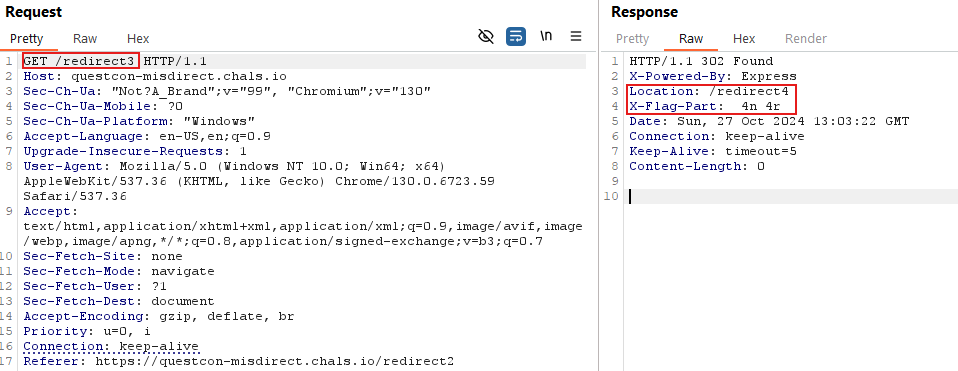 Request
Pretty Raw Hex
\n
1 GET /redirect3 HTTP/1.1
2 Host: questcon-misdirect.chals.io
3 Sec-Ch-Ua: "Not?A_Brand";v="99", "Chromium";v="130"
4 Sec-Ch-Ua-Mobile: ?0
5 Sec-Ch-Ua-Platform: "Windows"
6 Accept-Language: en-US,en;q=0.9
7 Upgrade-Insecure-Requests: 1
8 User-Agent: Mozilla/5.0 (Windows NT 10.0; Win64; x64)
AppleWebKit/537.36 (KHTML, like Gecko) Chrome/130.0.6723.59
Safari/537.36
9 Accept:
text/html,application/xhtml+xml,application/xml;q=0.9,image/avif,image
/webp,image/apng,*/*;q=0.8,application/signed-exchange;v=b3;q=0.7
10 Sec-Fetch-Site: none
11 Sec-Fetch-Mode: navigate
12 Sec-Fetch-User: ?1
13 Sec-Fetch-Dest: document
14 Accept-Encoding: gzip, deflate, br
15 Priority: u=0, i
16 Connection: keep-alive
17 Referer: https://questcon-misdirect.chals.io/redirect2
Response
Pretty Raw Hex Render
1 HTTP/1.1 302 Found
2 X-Powered-By: Express
3 Location: /redirect4
4 X-Flag-Part: _4n_4r
5 Date: Sun, 27 Oct 2024 13:03:22 GMT
6 Connection: keep-alive
7 Keep-Alive: timeout=5
8 Content-Length: 0
9
10